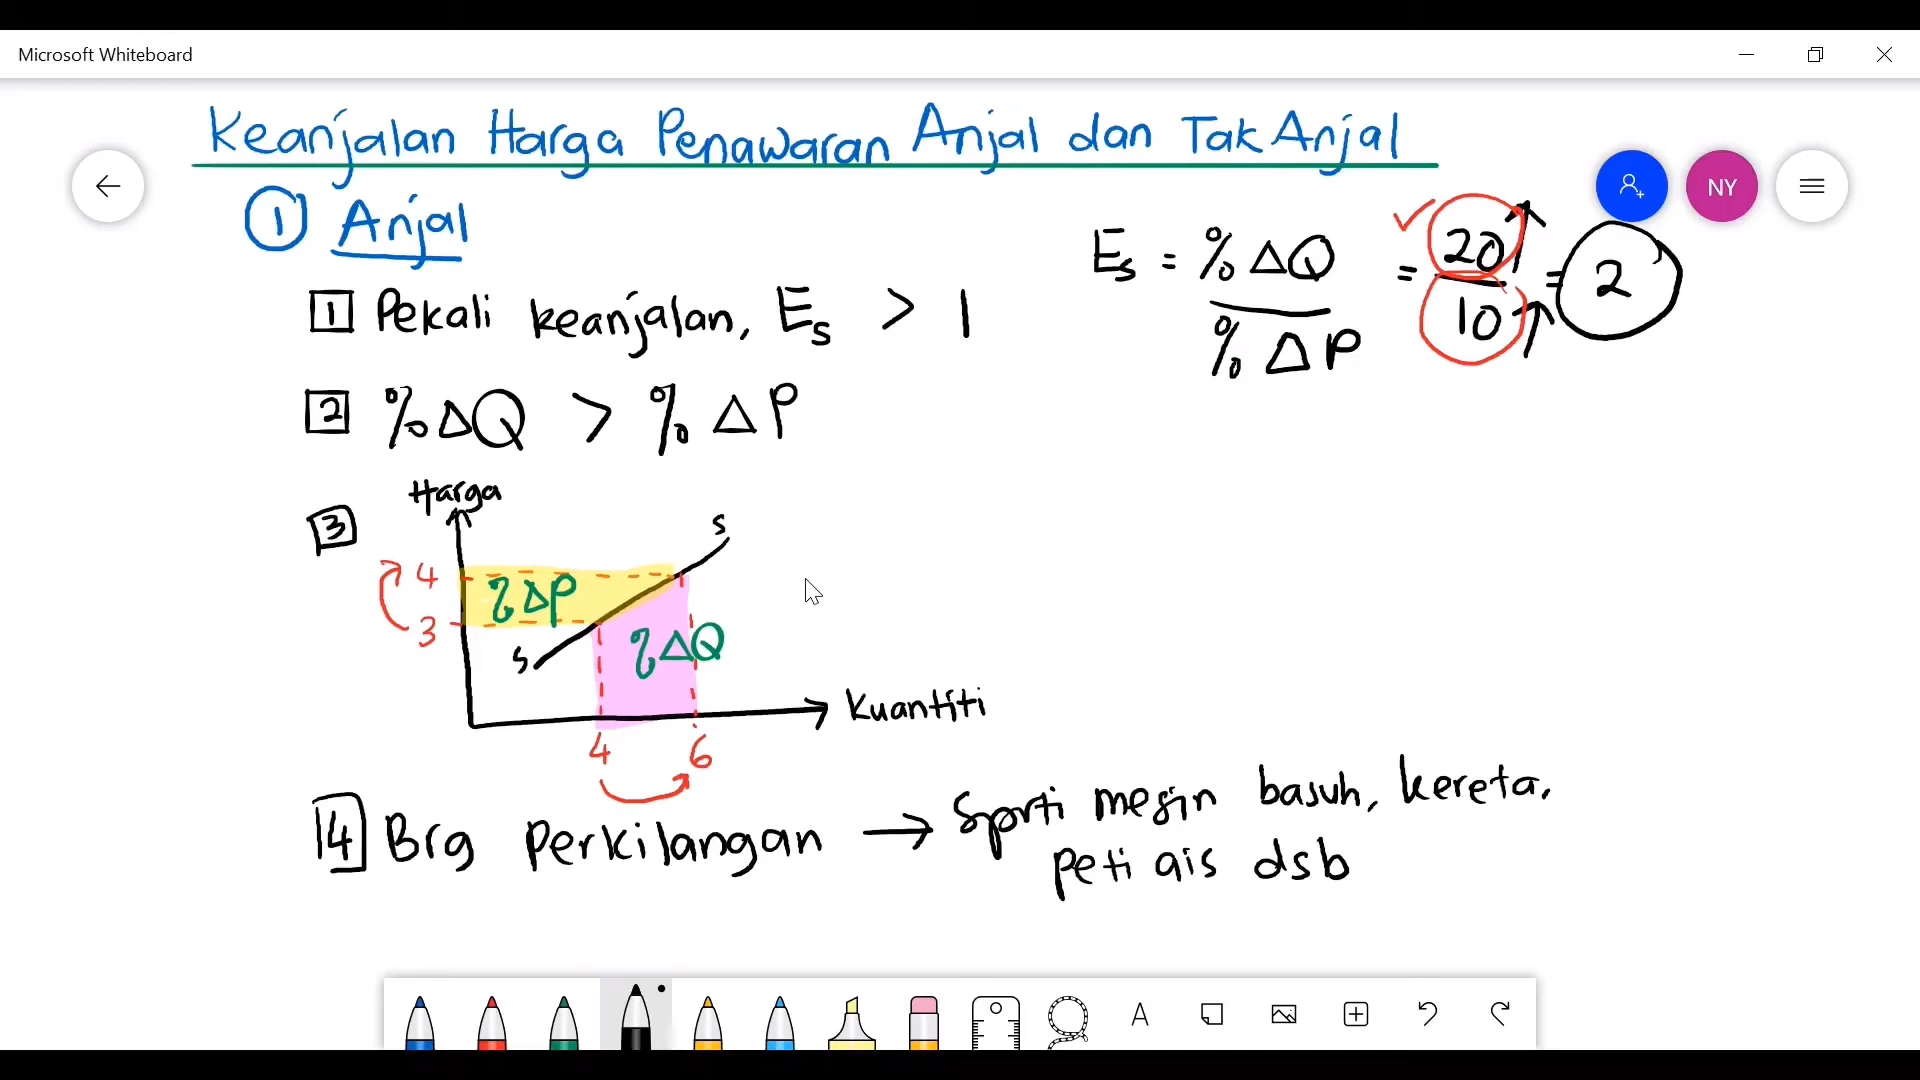 Microsoft Whiteboard
Keanjalan Harga Penawaran Anjal dan Tak Anjal
NY
① Anjal
Es = %ΔQ / %ΔP = 20 / 10 = 2
1 Pekali keanjalan, Es > 1
2 %ΔQ > %ΔP
3
Harga
S
4
%ΔP
3
%ΔQ
S
Kuantiti
4 6
4 Brg Perkilangan → Sprti mesin basuh, kereta,
peti ais dsb
A